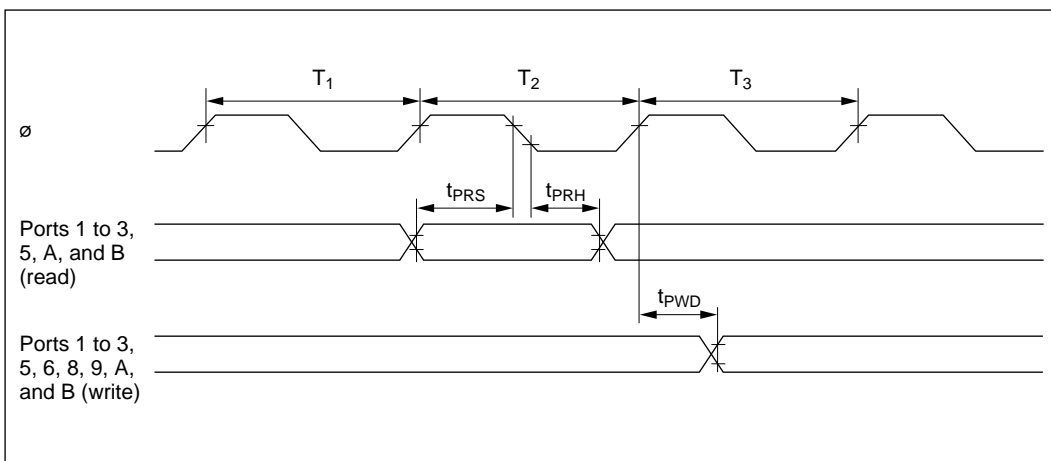 T1 T2 T3
ø
tPRS tPRH
Ports 1 to 3,
5, A, and B
(read)
tPWD
Ports 1 to 3,
5, 6, 8, 9, A,
and B (write)